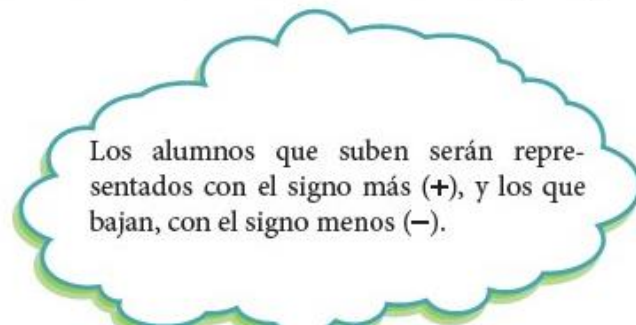 Los alumnos que suben serán repre-
sentados con el signo más (+), y los que
bajan, con el signo menos (−).